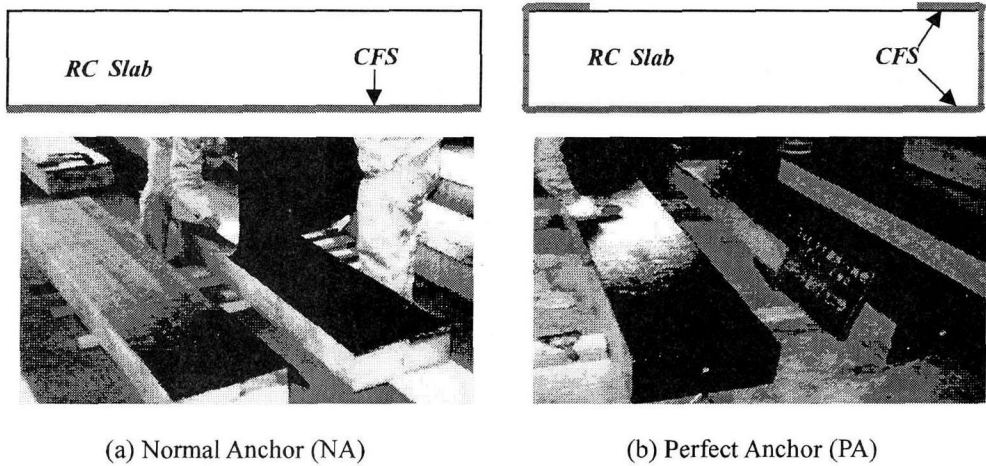 RC Slab
CFS
RC Slab
CFS
(a) Normal Anchor (NA)
(b) Perfect Anchor (PA)